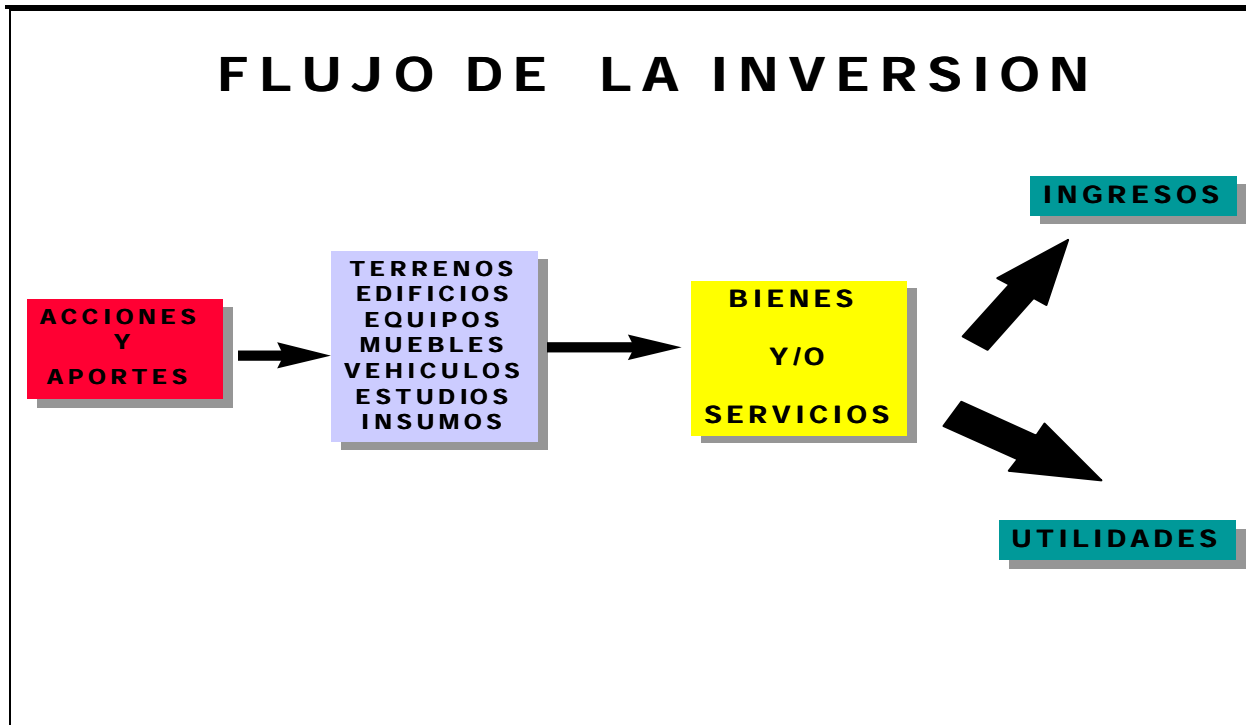 FLUJO DE LA INVERSION
ACCIONES
Y
APORTES
TERRENOS
EDIFICIOS
EQUIPOS
MUEBLES
VEHICULOS
ESTUDIOS
INSUMOS
BIENES
Y/O
SERVICIOS
INGRESOS
UTILIDADES